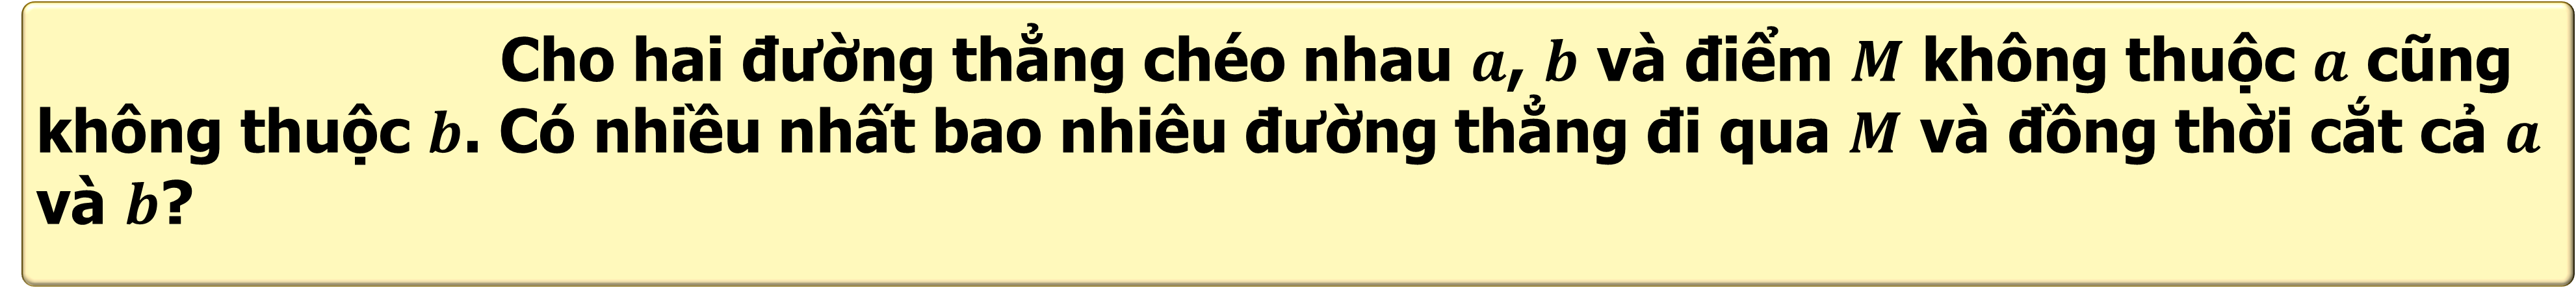 Cho hai đường thẳng chéo nhau a, b và điểm M không thuộc a cũng
không thuộc b. Có nhiều nhất bao nhiêu đường thẳng đi qua M và đồng thời cắt cả a
và b?